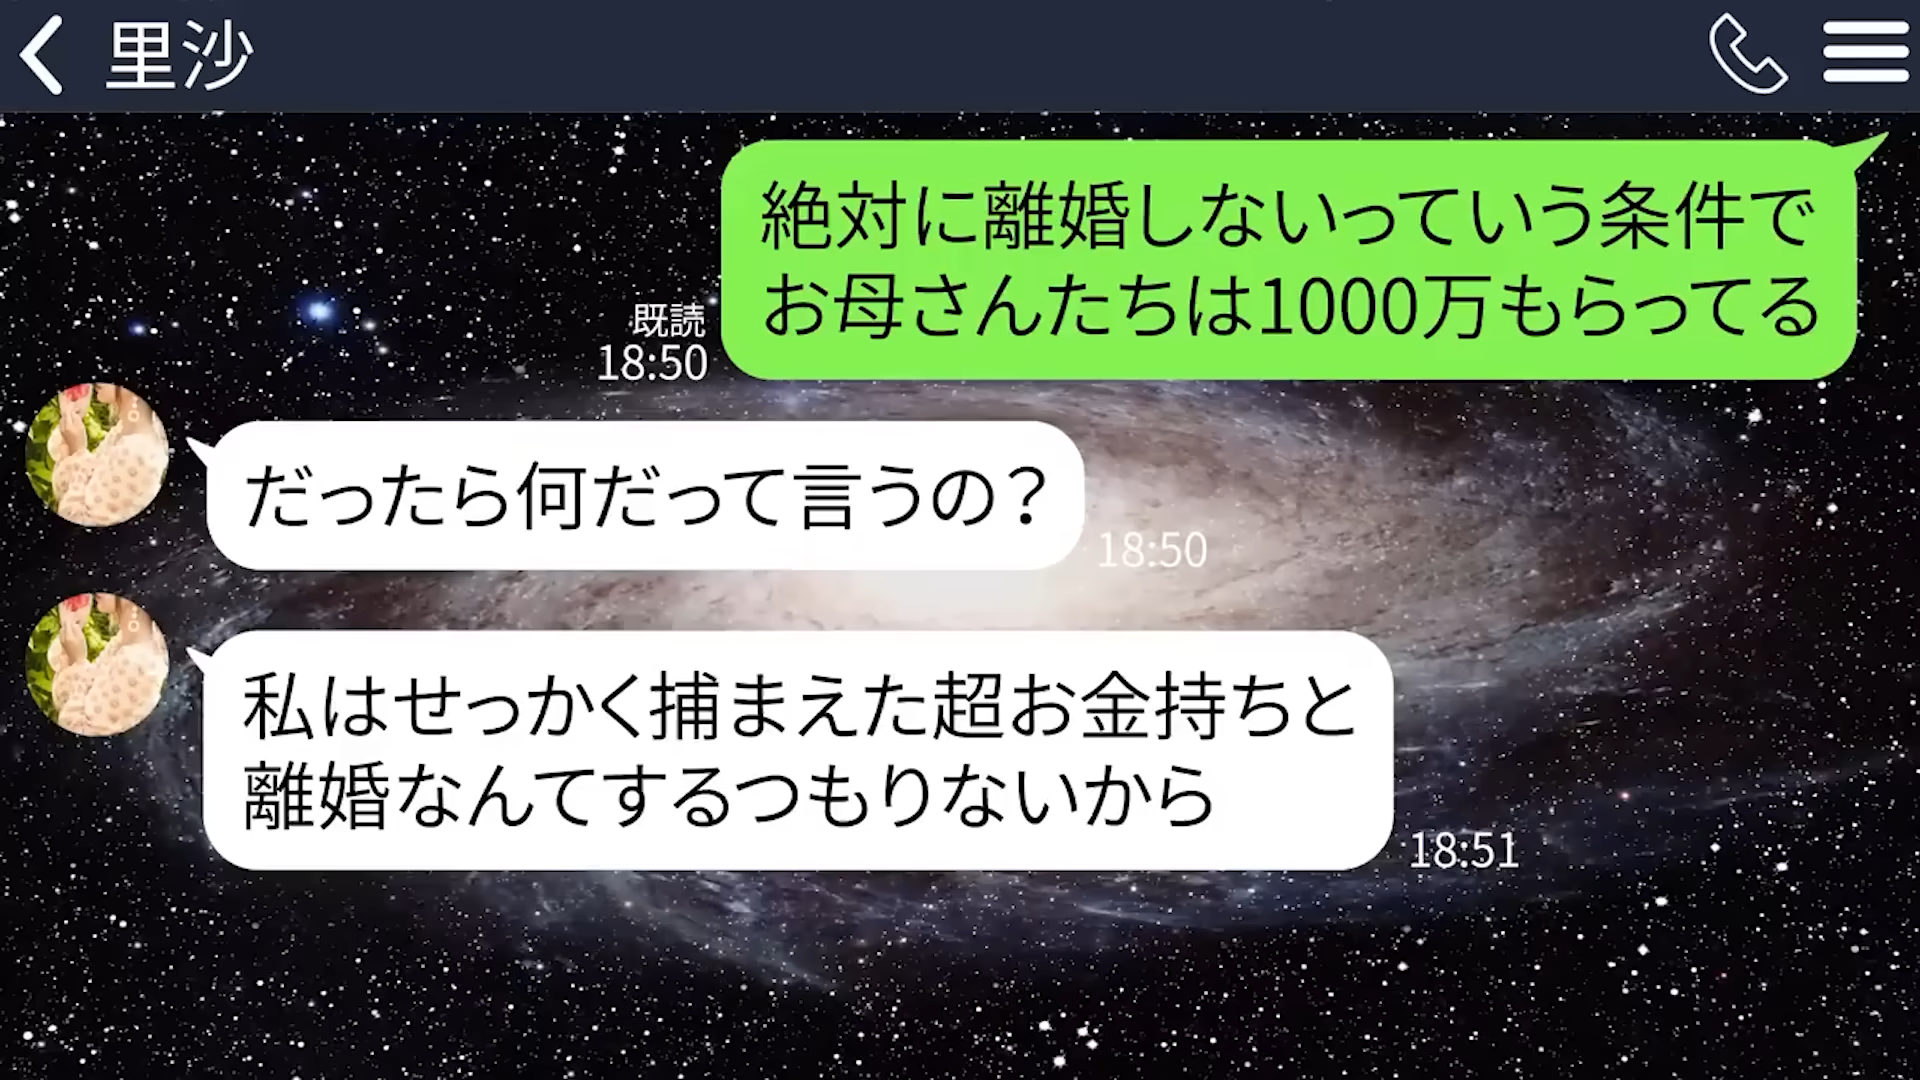 里沙
絶対に離婚しないっていう条件で
お母さんたちは1000万もらってる
既読
18:50
だったら何だって言うの？
18:50
私はせっかく捕まえた超お金持ちと
離婚なんてするつもりないから
18:51